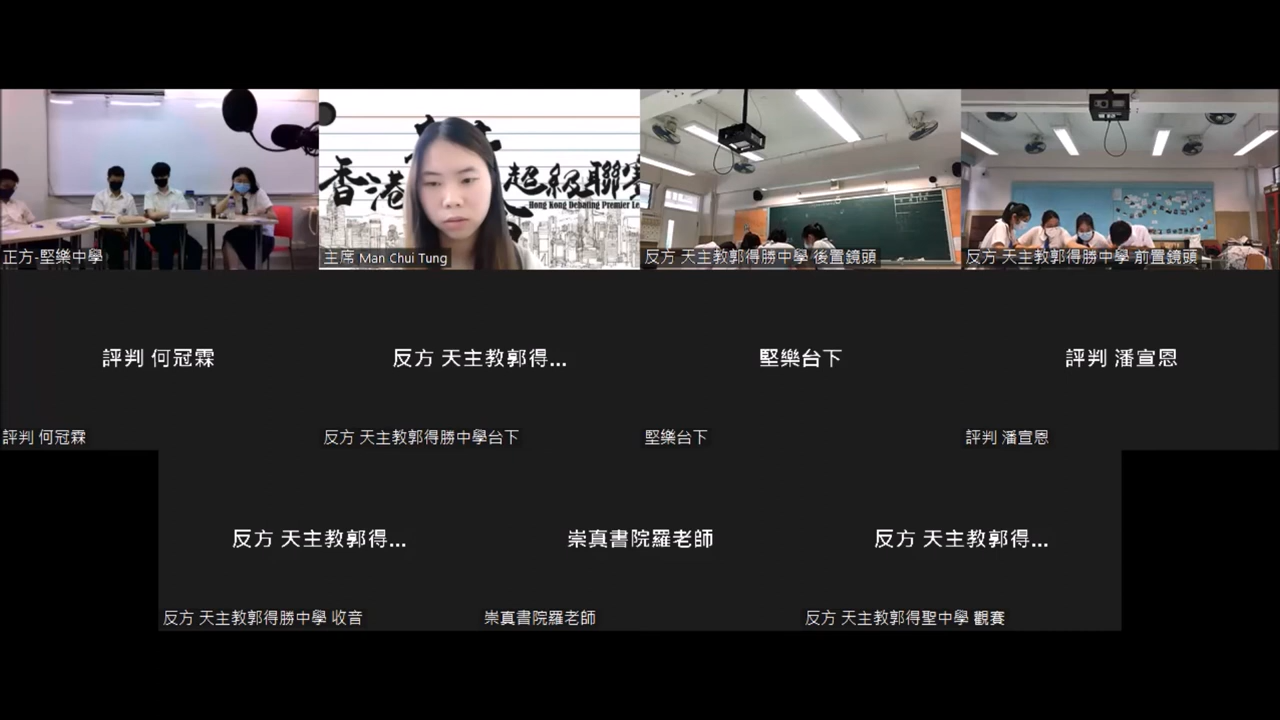 香港 超級聯賽
Hong Kong Debating Premier Le
正方-堅樂中學
主席 Man Chui Tung
反方 天主教郭得勝中學 後置鏡頭
反方 天主教郭得勝中學 前置鏡頭
評判 何冠霖
反方 天主教郭得...
堅樂台下
評判 潘宣恩
評判 何冠霖
反方 天主教郭得勝中學台下
堅樂台下
評判 潘宣恩
反方 天主教郭得...
崇真書院羅老師
反方 天主教郭得...
反方 天主教郭得勝中學 收音
崇真書院羅老師
反方 天主教郭得聖中學 觀賽